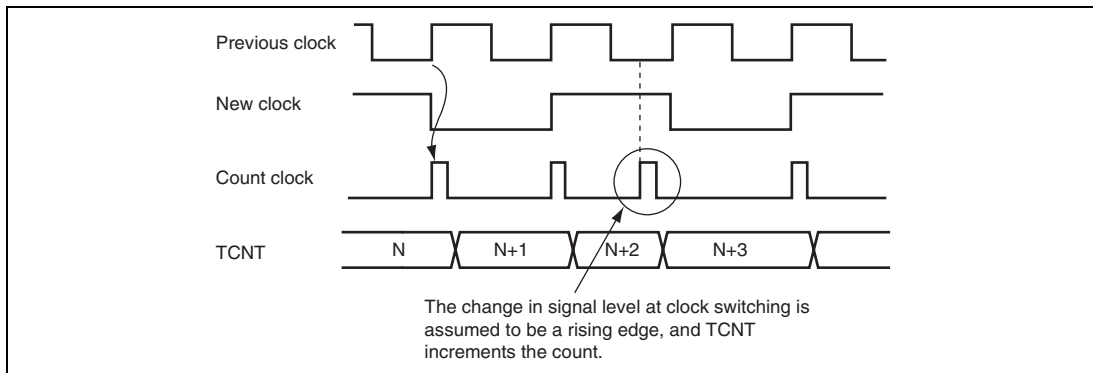 Previous clock
New clock
Count clock
TCNT
N
N+1
N+2
N+3
The change in signal level at clock switching is
assumed to be a rising edge, and TCNT
increments the count.